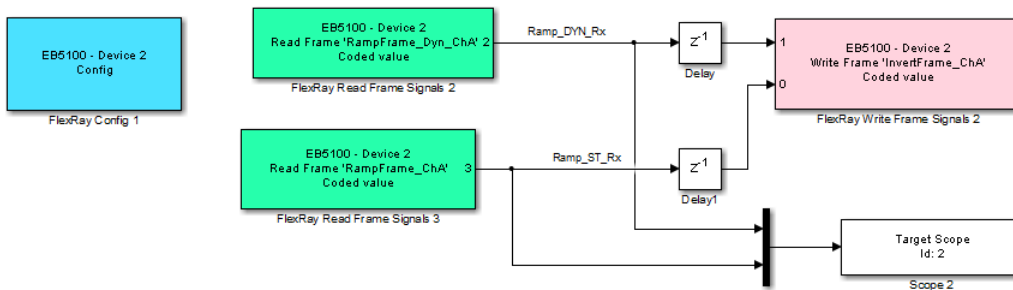 EB5100 - Device 2
Config
FlexRay Config 1
EB5100 - Device 2
Read Frame 'RampFrame_Dyn_ChA' 2
Coded value
FlexRay Read Frame Signals 2
Ramp_DYN_Rx
z-1
Delay
1
0
EB5100 - Device 2
Write Frame 'InvertFrame_ChA'
Coded value
FlexRay Write Frame Signals 2
EB5100 - Device 2
Read Frame 'RampFrame_ChA' 3
Coded value
FlexRay Read Frame Signals 3
Ramp_ST_Rx
z-1
Delay1
Target Scope
Id: 2
Scope 2